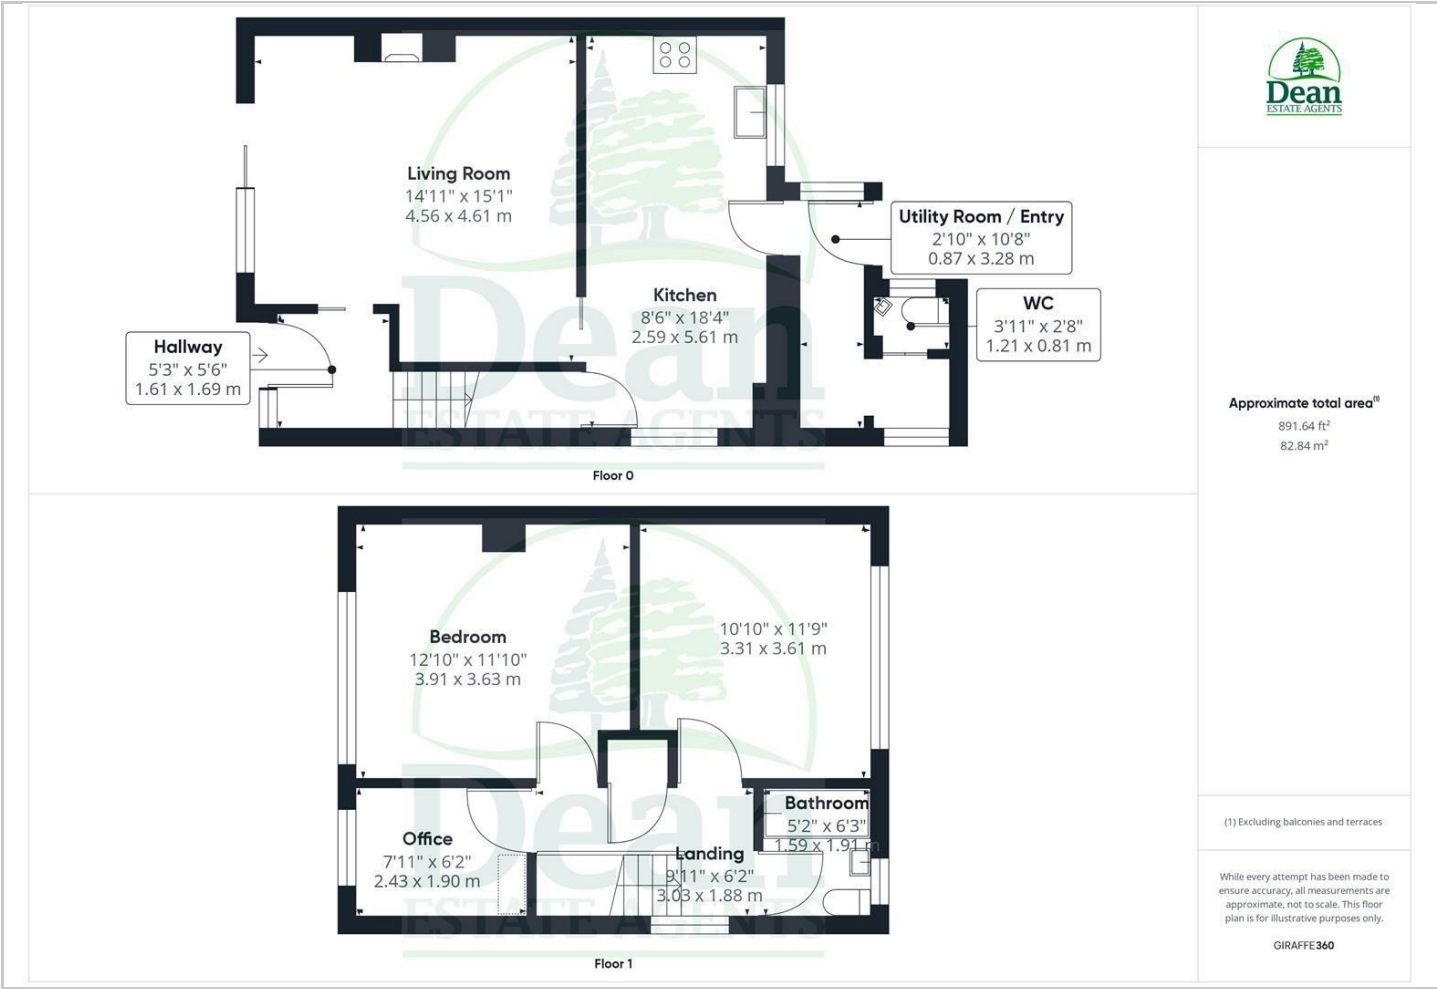 Living Room
14'11" x 15'1"
4.56 x 4.61 m
Utility Room / Entry
2'10" x 10'8"
0.87 x 3.28 m
Kitchen
8'6" x 18'4"
2.59 x 5.61 m
WC
3'11" x 2'8"
1.21 x 0.81 m
Hallway
5'3" x 5'6"
1.61 x 1.69 m
Dean
ESTATE AGENTS
Floor 0
Bedroom
12'10" x 11'10"
3.91 x 3.63 m
10'10" x 11'9"
3.31 x 3.61 m
Office
7'11" x 6'2"
2.43 x 1.90 m
Landing
9'11" x 6'2"
3.03 x 1.88 m
Bathroom
5'2" x 6'3"
1.59 x 1.91 m
Dean
ESTATE AGENTS
Floor 1
Dean
ESTATE AGENTS
Approximate total area(1)
891.64 ft²
82.84 m²
(1) Excluding balconies and terraces
While every attempt has been made to
ensure accuracy, all measurements are
approximate, not to scale. This floor
plan is for illustrative purposes only.
GIRAFFE360